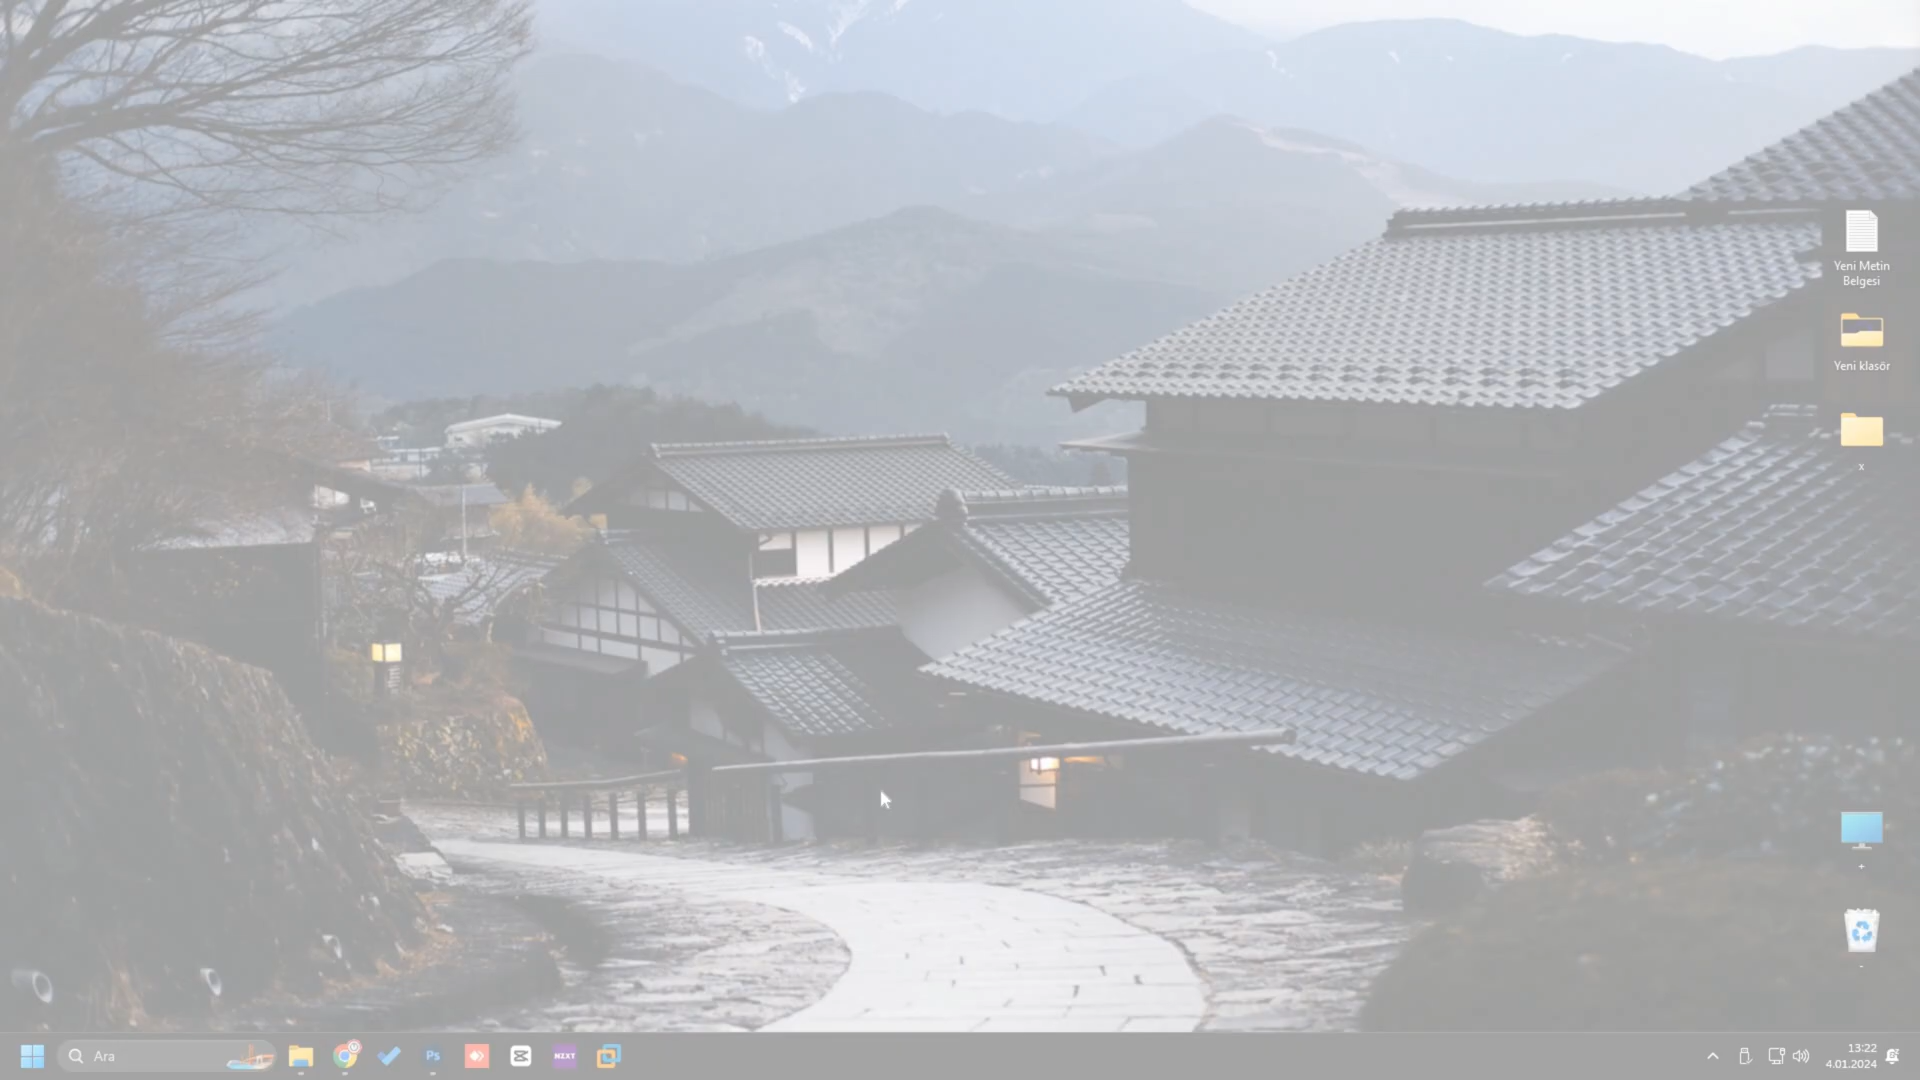 Yeni Metin
Belgesi
Yeni klasör
x
+
-
Ara
Ps
NZXT
13:22
4.01.2024